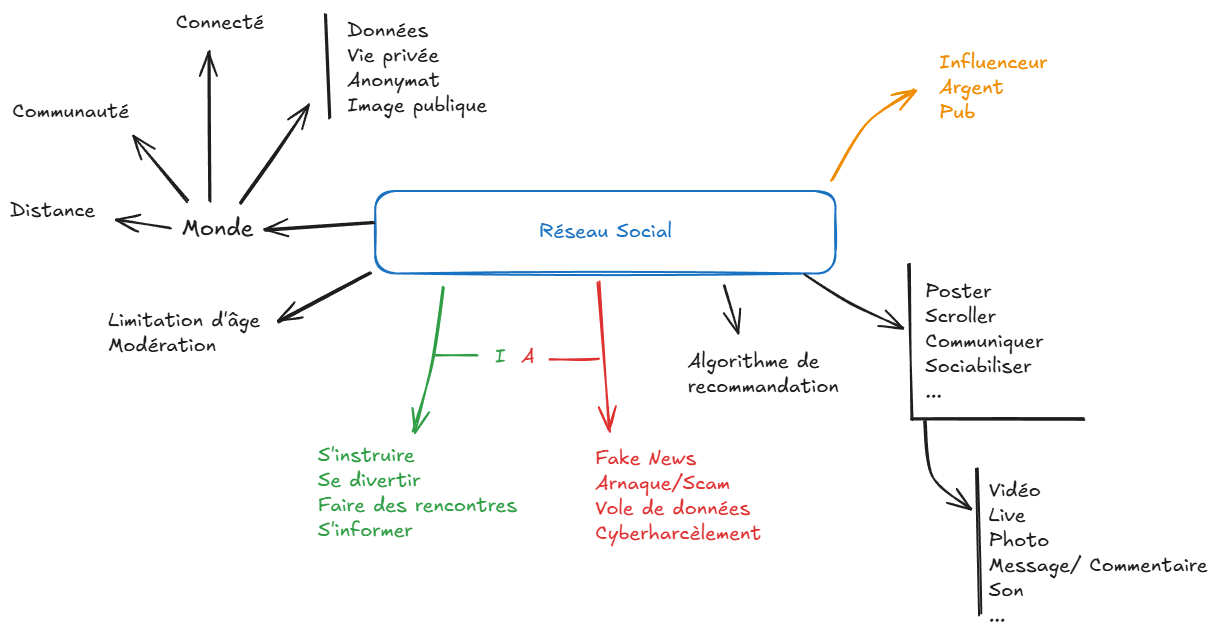 Connecté
Données
Vie privée
Anonymat
Image publique
Influenceur
Argent
Pub
Communauté
Distance
Monde
Réseau Social
Limitation d'âge
Modération
I A
Algorithme de
recommandation
Poster
Scroller
Communiquer
Sociabiliser
...
S'instruire
Se divertir
Faire des rencontres
S'informer
Fake News
Arnaque/Scam
Vole de données
Cyberharcèlement
Vidéo
Live
Photo
Message/ Commentaire
Son
...